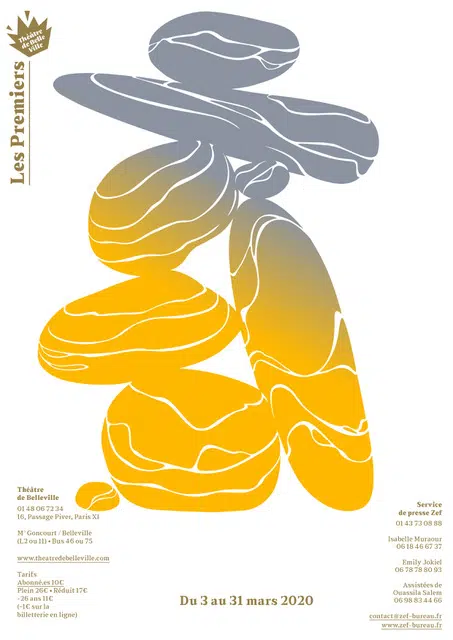 Théâtre
de Belle
Ville
Les Premiers
Théâtre
de Belleville
01 48 06 72 34
16, Passage Piver, Paris XI
M° Goncourt / Belleville
(L2 ou 11) • Bus 46 ou 75
www.theatredebelleville.com
Tarifs
Abonné.es 10€
Plein 26€ • Réduit 17€
-26 ans 11€
(-1€ sur la
billetterie en ligne)
Du 3 au 31 mars 2020
Service
de presse Zef
01 43 73 08 88
Isabelle Muraour
06 18 46 67 37
Emily Jokiel
06 78 78 80 93
Assistées de
Ouassila Salem
06 98 83 44 66
contact@zef-bureau.fr
www.zef-bureau.fr